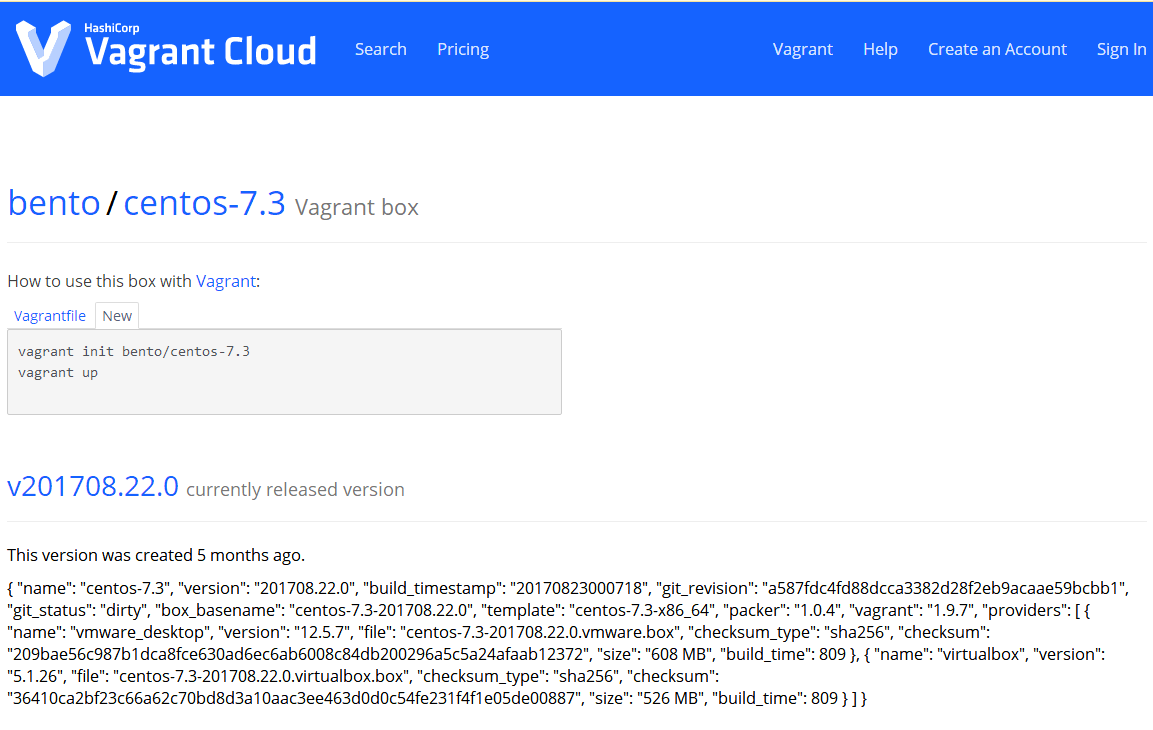 HashiCorp
Vagrant Cloud
Search Pricing Vagrant Help Create an Account Sign In
bento / centos-7.3 Vagrant box
How to use this box with Vagrant:
Vagrantfile New
vagrant init bento/centos-7.3
vagrant up
v201708.22.0 currently released version
This version was created 5 months ago.
{ "name": "centos-7.3", "version": "201708.22.0", "build_timestamp": "20170823000718", "git_revision": "a587fdc4fd88dcca3382d28f2eb9acaae59bcbb1",
"git_status": "dirty", "box_basename": "centos-7.3-201708.22.0", "template": "centos-7.3-x86_64", "packer": "1.0.4", "vagrant": "1.9.7", "providers": [ {
"name": "vmware_desktop", "version": "12.5.7", "file": "centos-7.3-201708.22.0.vmware.box", "checksum_type": "sha256", "checksum":
"209bae56c987b1dca8fce630ad6ec6ab6008c84db200296a5c5a24afaab12372", "size": "608 MB", "build_time": 809 }, { "name": "virtualbox", "version":
"5.1.26", "file": "centos-7.3-201708.22.0.virtualbox.box", "checksum_type": "sha256", "checksum":
"36410ca2bf23c66a62c70bd8d3a10aac3ee463d0d0c54fe231f4f1e05de00887", "size": "526 MB", "build_time": 809 } ] }